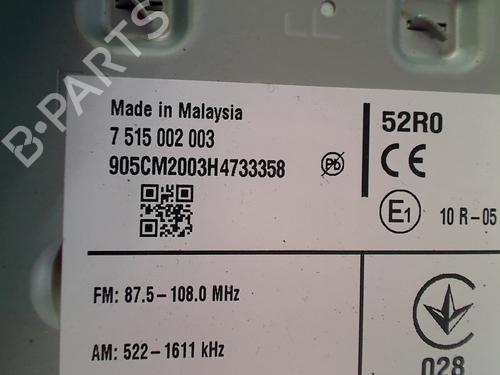 B-PARTS
Made in Malaysia
7 515 002 003
905CM2003H4733358
Pb
52R0
CE
E1
10 R-05
FM: 87.5-108.0 MHz
AM: 522-1611 kHz
028